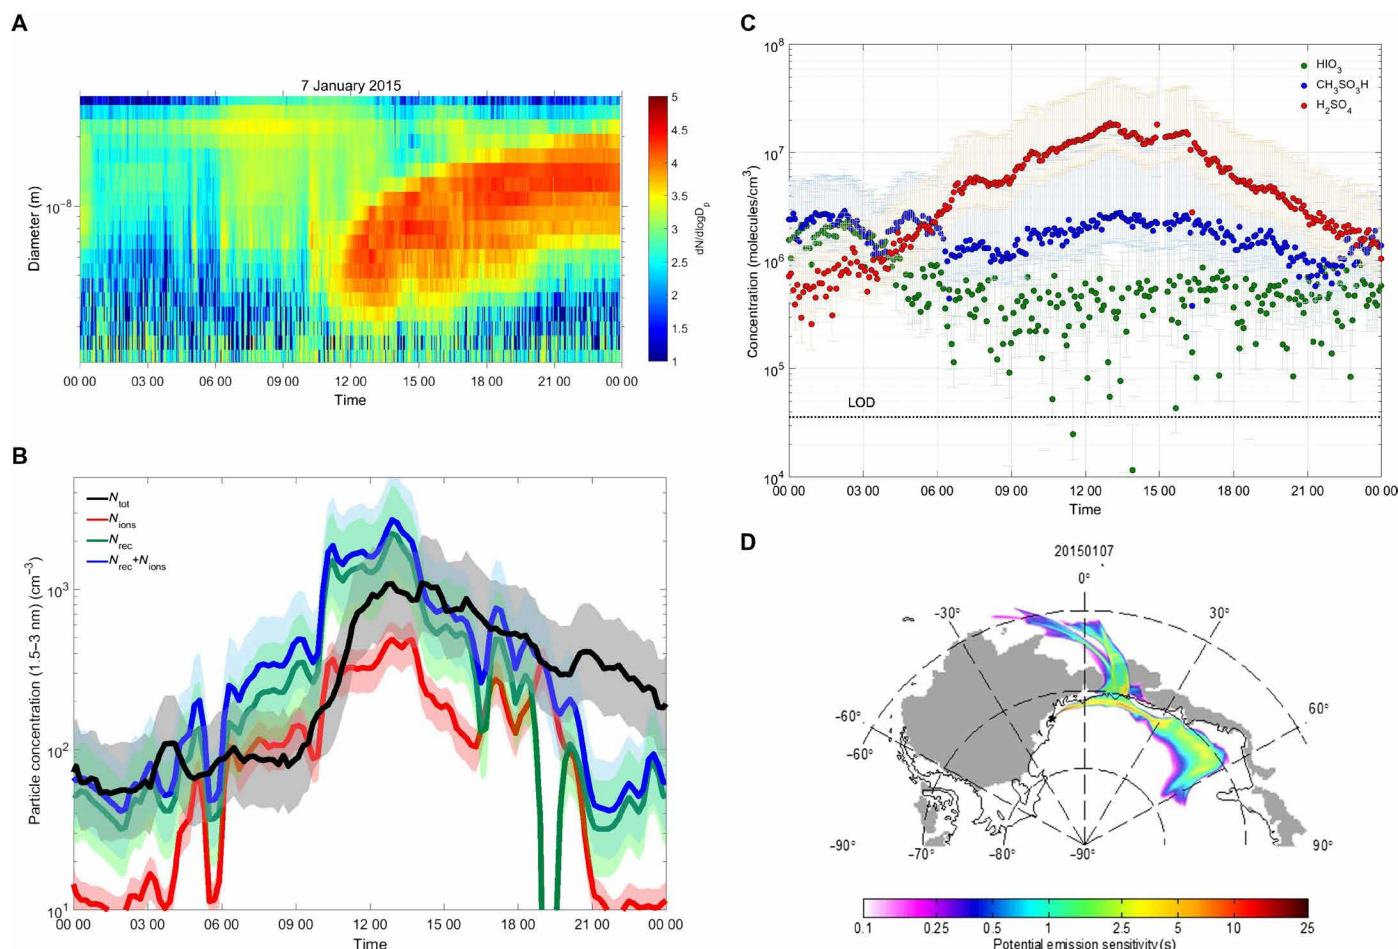 A
7 January 2015
Diameter (m)
10-8
5
4.5
4
3.5
3
2.5
2
1.5
1
dN/dlogDp
00 00 03 00 06 00 09 00 12 00 15 00 18 00 21 00 00 00
Time
B
Ntot
Nions
Nrec
Nrec+Nions
Particle concentration (1.5–3 nm) (cm−3)
103
102
101
00 00 03 00 06 00 09 00 12 00 15 00 18 00 21 00 00 00
Time
C
HIO3
CH3SO3H
H2SO4
Concentration (molecules/cm3)
108
107
106
105
104
LOD
00 00 03 00 06 00 09 00 12 00 15 00 18 00 21 00 00 00
Time
D
20150107
0°
-30° 30°
-60° 60°
-60°
-90° -70° -80° -90° 90°
0.1 0.25 0.5 1 2.5 5 10 25
Potential emission sensitivity (s)